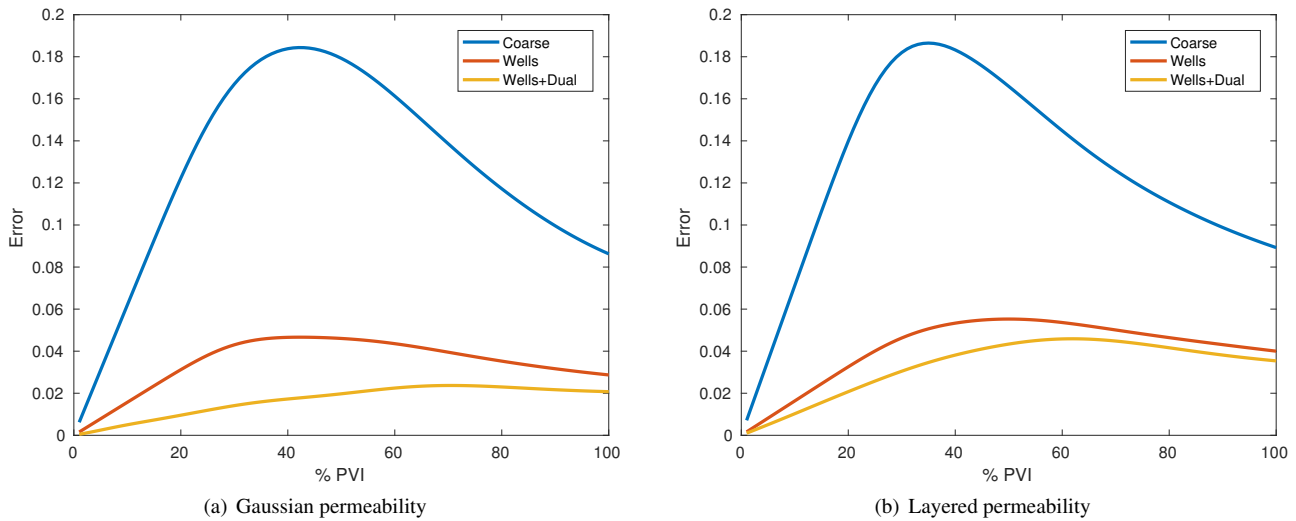 0.2
0.18
0.16
0.14
0.12
0.1
0.08
0.06
0.04
0.02
0
Error
0 20 40 60 80 100
% PVI
Coarse
Wells
Wells+Dual
(a) Gaussian permeability
0.2
0.18
0.16
0.14
0.12
0.1
0.08
0.06
0.04
0.02
0
Error
0 20 40 60 80 100
% PVI
Coarse
Wells
Wells+Dual
(b) Layered permeability